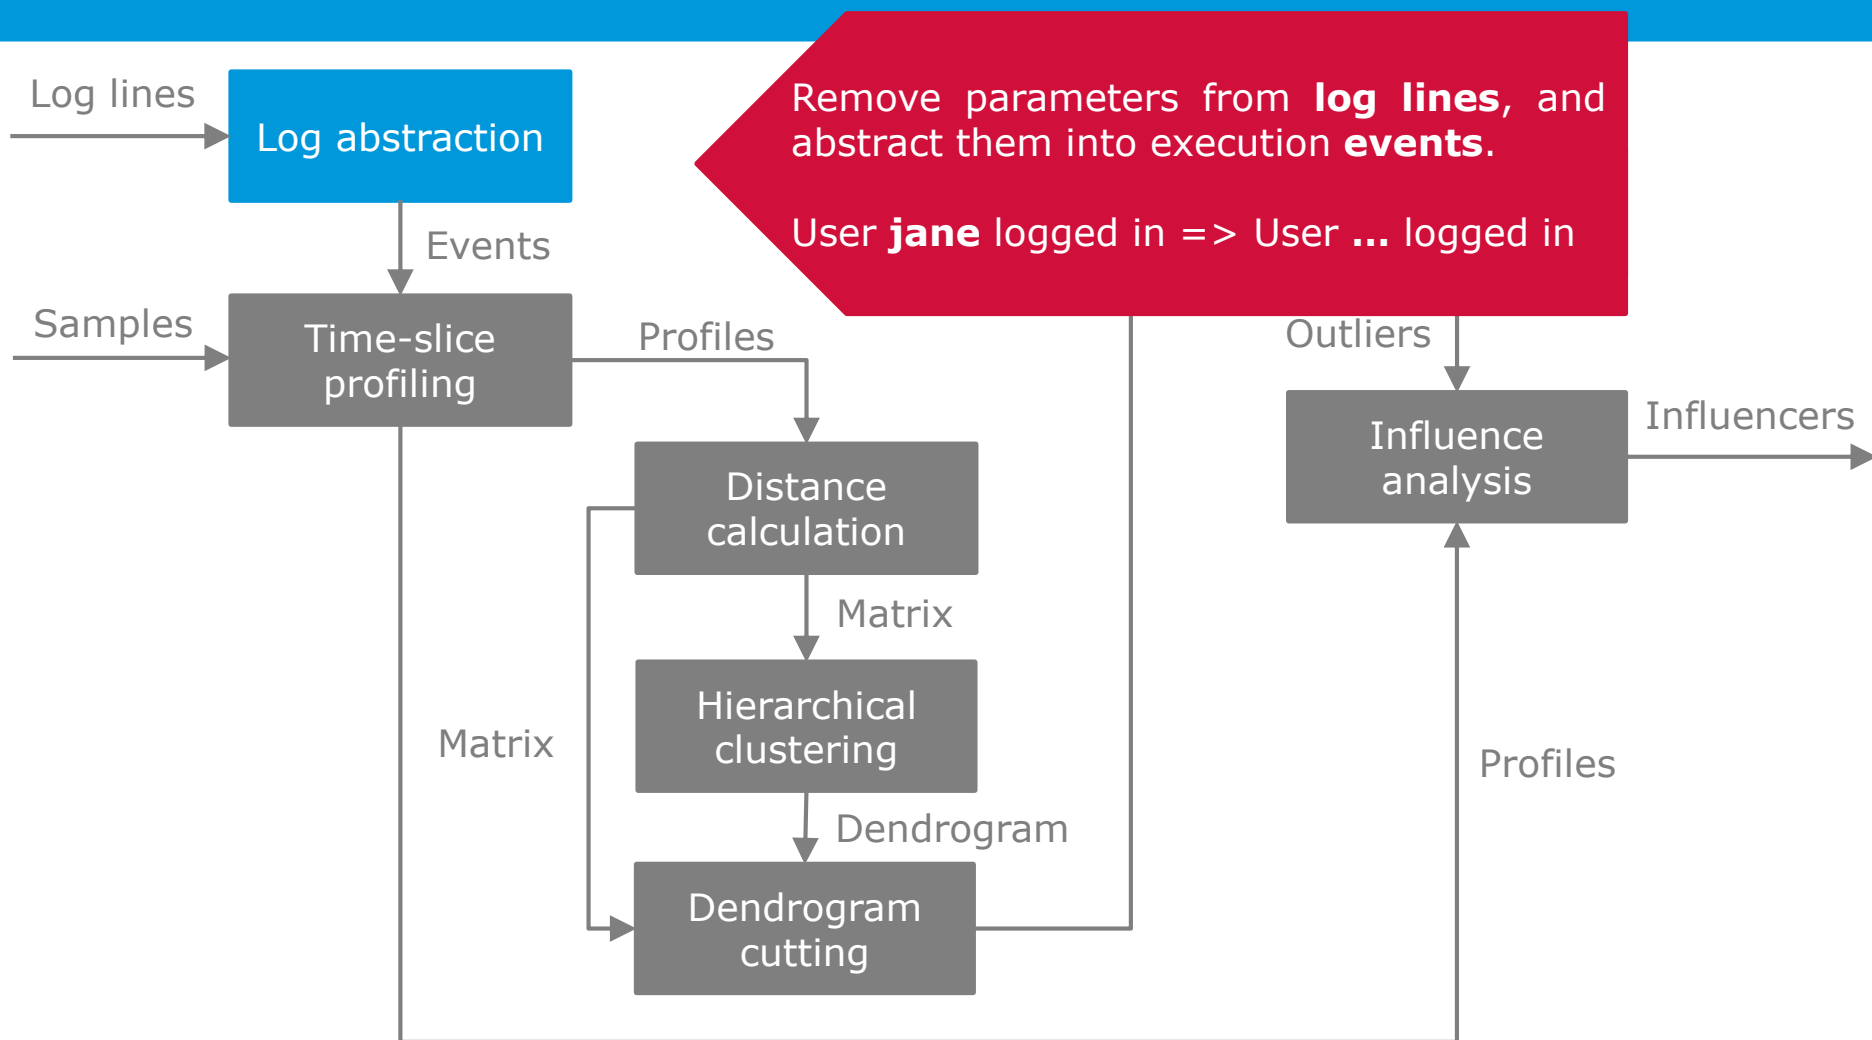 Log lines
Log abstraction
Remove parameters from log lines, and
abstract them into execution events.
User jane logged in => User ... logged in
Events
Samples
Time-slice
profiling
Profiles
Outliers
Influence
analysis
Influencers
Distance
calculation
Matrix
Hierarchical
clustering
Matrix
Profiles
Dendrogram
Dendrogram
cutting